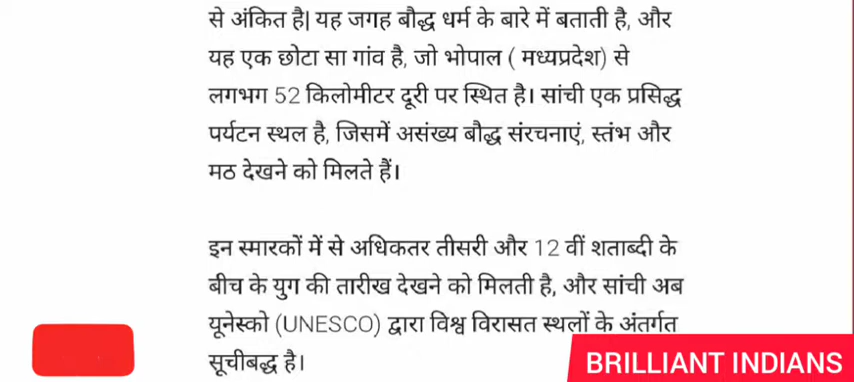 से अंकित है| यह जगह बौद्ध धर्म के बारे में बताती है, और
यह एक छोटा सा गांव है, जो भोपाल ( मध्यप्रदेश) से
लगभग 52 किलोमीटर दूरी पर स्थित है। सांची एक प्रसिद्ध
पर्यटन स्थल है, जिसमें असंख्य बौद्ध संरचनाएं, स्तंभ और
मठ देखने को मिलते हैं।
इन स्मारकों में से अधिकतर तीसरी और 12 वीं शताब्दी के
बीच के युग की तारीख देखने को मिलती है, और सांची अब
यूनेस्को (UNESCO) द्वारा विश्व विरासत स्थलों के अंतर्गत
सूचीबद्ध है।
BRILLIANT INDIANS